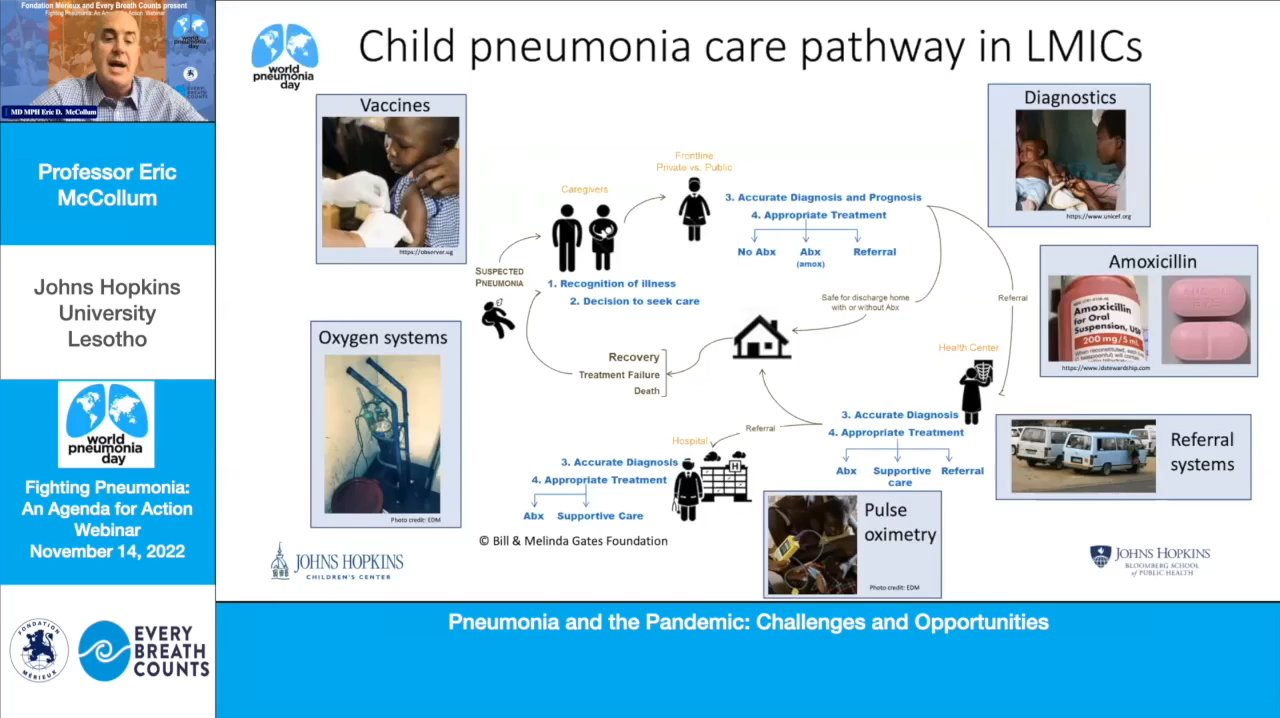 Fondation Mérieux and Every Breath Counts present
Fighting Pneumonia: An Agenda for Action Webinar
world
pneumonia
day
EVERY
BREATH
COUNTS
MD MPH Eric D. McCollum
Professor Eric
McCollum
Johns Hopkins
University
Lesotho
world
pneumonia
day
Fighting Pneumonia:
An Agenda for Action
Webinar
November 14, 2022
FONDATION
MÉRIEUX
EVERY
BREATH
COUNTS
world
pneumonia
day
Child pneumonia care pathway in LMICs
Vaccines
https://observer.ug
Oxygen systems
Photo credit: EDM
SUSPECTED
PNEUMONIA
Caregivers
1. Recognition of illness
2. Decision to seek care
Frontline
Private vs. Public
3. Accurate Diagnosis and Prognosis
4. Appropriate Treatment
No Abx
Abx
(amox)
Referral
Safe for discharge home
with or without Abx
Referral
Recovery
Treatment Failure
Death
Health Center
3. Accurate Diagnosis
4. Appropriate Treatment
Abx
Supportive
care
Referral
Referral
Hospital
H
3. Accurate Diagnosis
4. Appropriate Treatment
Abx
Supportive Care
Diagnostics
https://www.unicef.org
Amoxicillin
Amoxicillin
for Oral
Suspension, USP
200 mg/5 mL
https://www.idstewardship.com
Referral
systems
Pulse
oximetry
Photo credit: EDM
© Bill & Melinda Gates Foundation
JOHNS HOPKINS
CHILDREN'S CENTER
JOHNS HOPKINS
BLOOMBERG SCHOOL
of PUBLIC HEALTH
Pneumonia and the Pandemic: Challenges and Opportunities